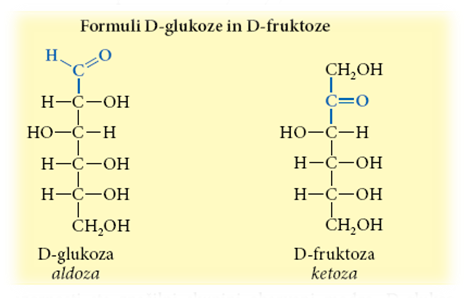 Formuli D-glukoze in D-fruktoze
H O
C
H—C—OH
HO—C—H
H—C—OH
H—C—OH
CH₂OH
D-glukoza
aldoza
CH₂OH
C=O
HO—C—H
H—C—OH
H—C—OH
CH₂OH
D-fruktoza
ketoza